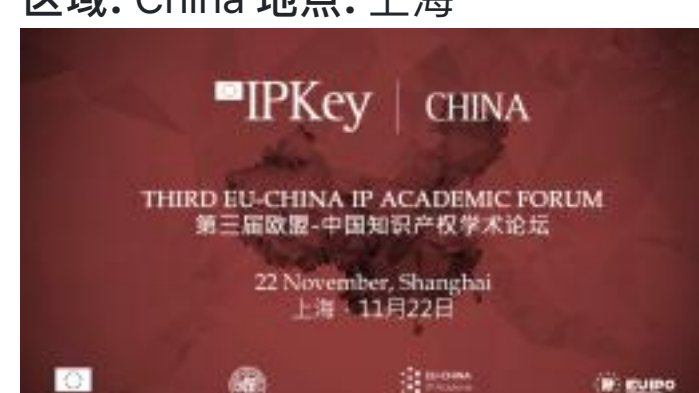 区域: China 地点: 上海
IPKey | CHINA
THIRD EU-CHINA IP ACADEMIC FORUM
第三届欧盟-中国知识产权学术论坛
22 November, Shanghai
上海 · 11月22日
EU-CHINA
EUIPO